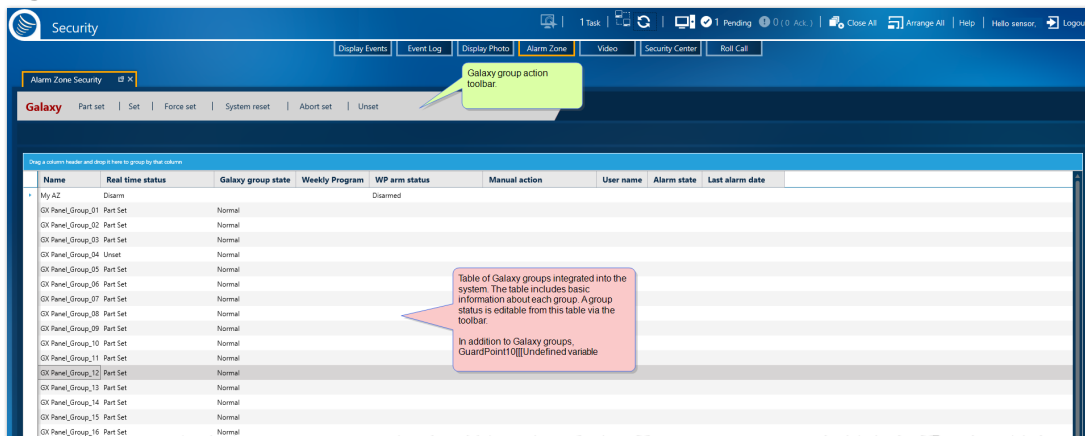 Security
1 Task
1 Pending
0 ( 0 Ack. )
Close All
Arrange All
Help
Hello sensor,
Logou
Display Events
Event Log
Display Photo
Alarm Zone
Video
Security Center
Roll Call
Alarm Zone Security
Galaxy group action
toolbar.
Galaxy Part set | Set | Force set | System reset | Abort set | Unset
Drag a column header and drop it here to group by that column
Name Real time status Galaxy group state Weekly Program WP arm status Manual action User name Alarm state Last alarm date
My AZ Disarm Disarmed
GX Panel_Group_01 Part Set Normal
GX Panel_Group_02 Part Set Normal
GX Panel_Group_03 Part Set Normal
GX Panel_Group_04 Unset Normal
GX Panel_Group_05 Part Set Normal
GX Panel_Group_06 Part Set Normal
GX Panel_Group_07 Part Set Normal
GX Panel_Group_08 Part Set Normal
GX Panel_Group_09 Part Set Normal
GX Panel_Group_10 Part Set Normal
GX Panel_Group_11 Part Set Normal
GX Panel_Group_12 Part Set Normal
GX Panel_Group_13 Part Set Normal
GX Panel_Group_14 Part Set Normal
GX Panel_Group_15 Part Set Normal
GX Panel_Group_16 Part Set Normal
Table of Galaxy groups integrated into the
system. The table includes basic
information about each group. A group
status is editable from this table via the
toolbar.
In addition to Galaxy groups,
GuardPoint10[[[Undefined variable